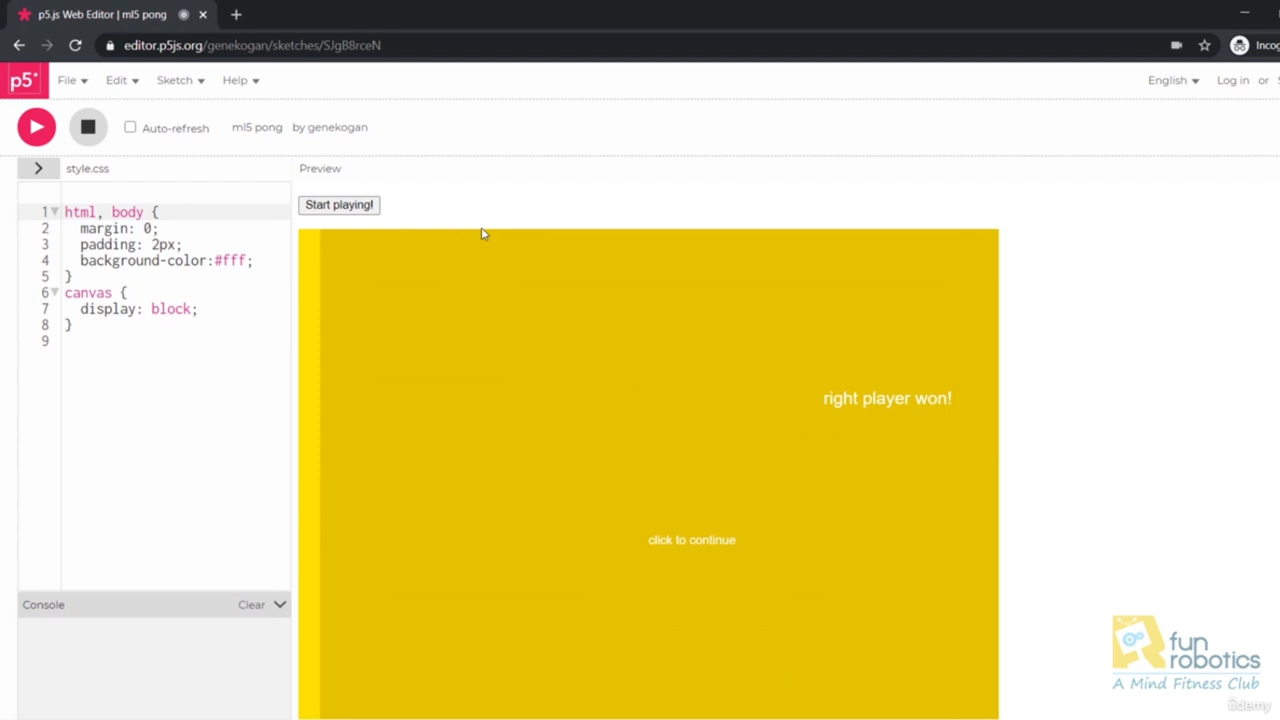 p5.js Web Editor | ml5 pong
editor.p5js.org/genekogan/sketches/SJgB8rceN
Incog
p5*
File
Edit
Sketch
Help
English
Log in or
Auto-refresh
ml5 pong by genekogan
style.css
Preview
Start playing!
1 html, body {
2 margin: 0;
3 padding: 2px;
4 background-color:#fff;
5 }
6 canvas {
7 display: block;
8 }
9
right player won!
click to continue
Console
Clear
fun
robotics
A Mind Fitness Club
ûdemy